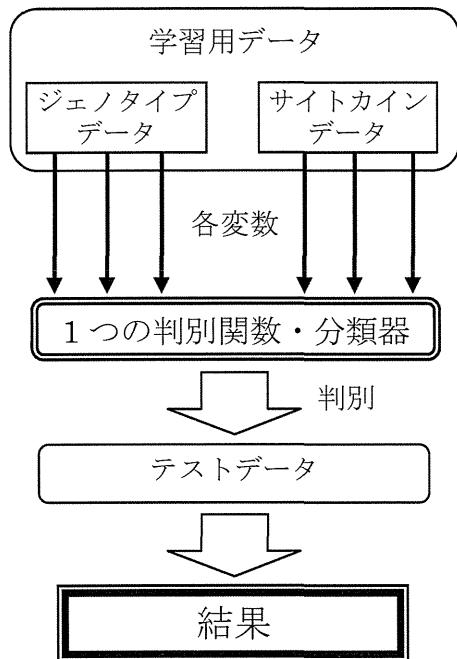 学習用データ
ジェノタイプ
データ
サイトカイン
データ
各変数
1つの判別関数・分類器
判別
テストデータ
結果